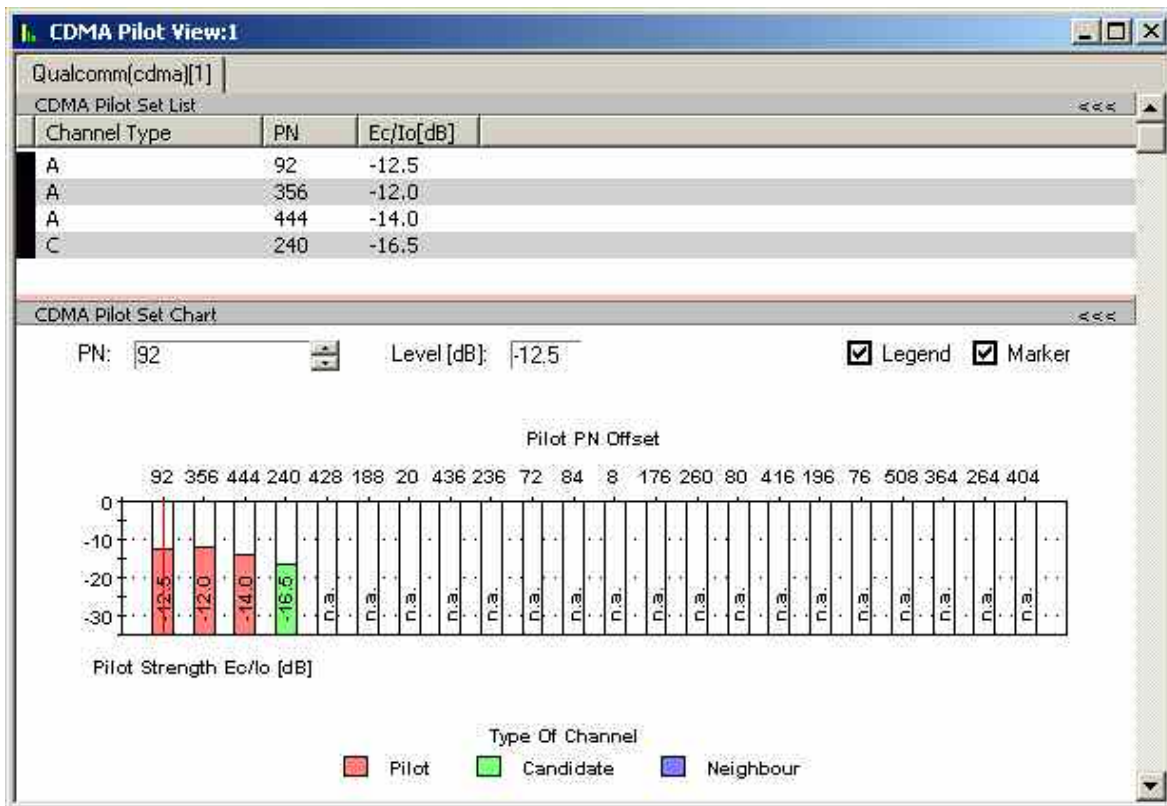 CDMA Pilot View:1
Qualcomm(cdma)[1]
CDMA Pilot Set List <<<
Channel Type PN Ec/Io[dB]
A 92 -12.5
A 356 -12.0
A 444 -14.0
C 240 -16.5
CDMA Pilot Set Chart <<<
PN: 92 Level [dB]: -12.5 Legend Marker
Pilot PN Offset
92 356 444 240 428 188 20 436 236 72 84 8 176 260 80 416 196 76 508 364 264 404
0
-10
-20
-30
-12.5 -12.0 -14.0 -16.5 n.a. n.a. n.a. n.a. n.a. n.a. n.a. n.a. n.a. n.a. n.a. n.a. n.a. n.a. n.a. n.a. n.a. n.a.
Pilot Strength Ec/Io [dB]
Type Of Channel
Pilot Candidate Neighbour